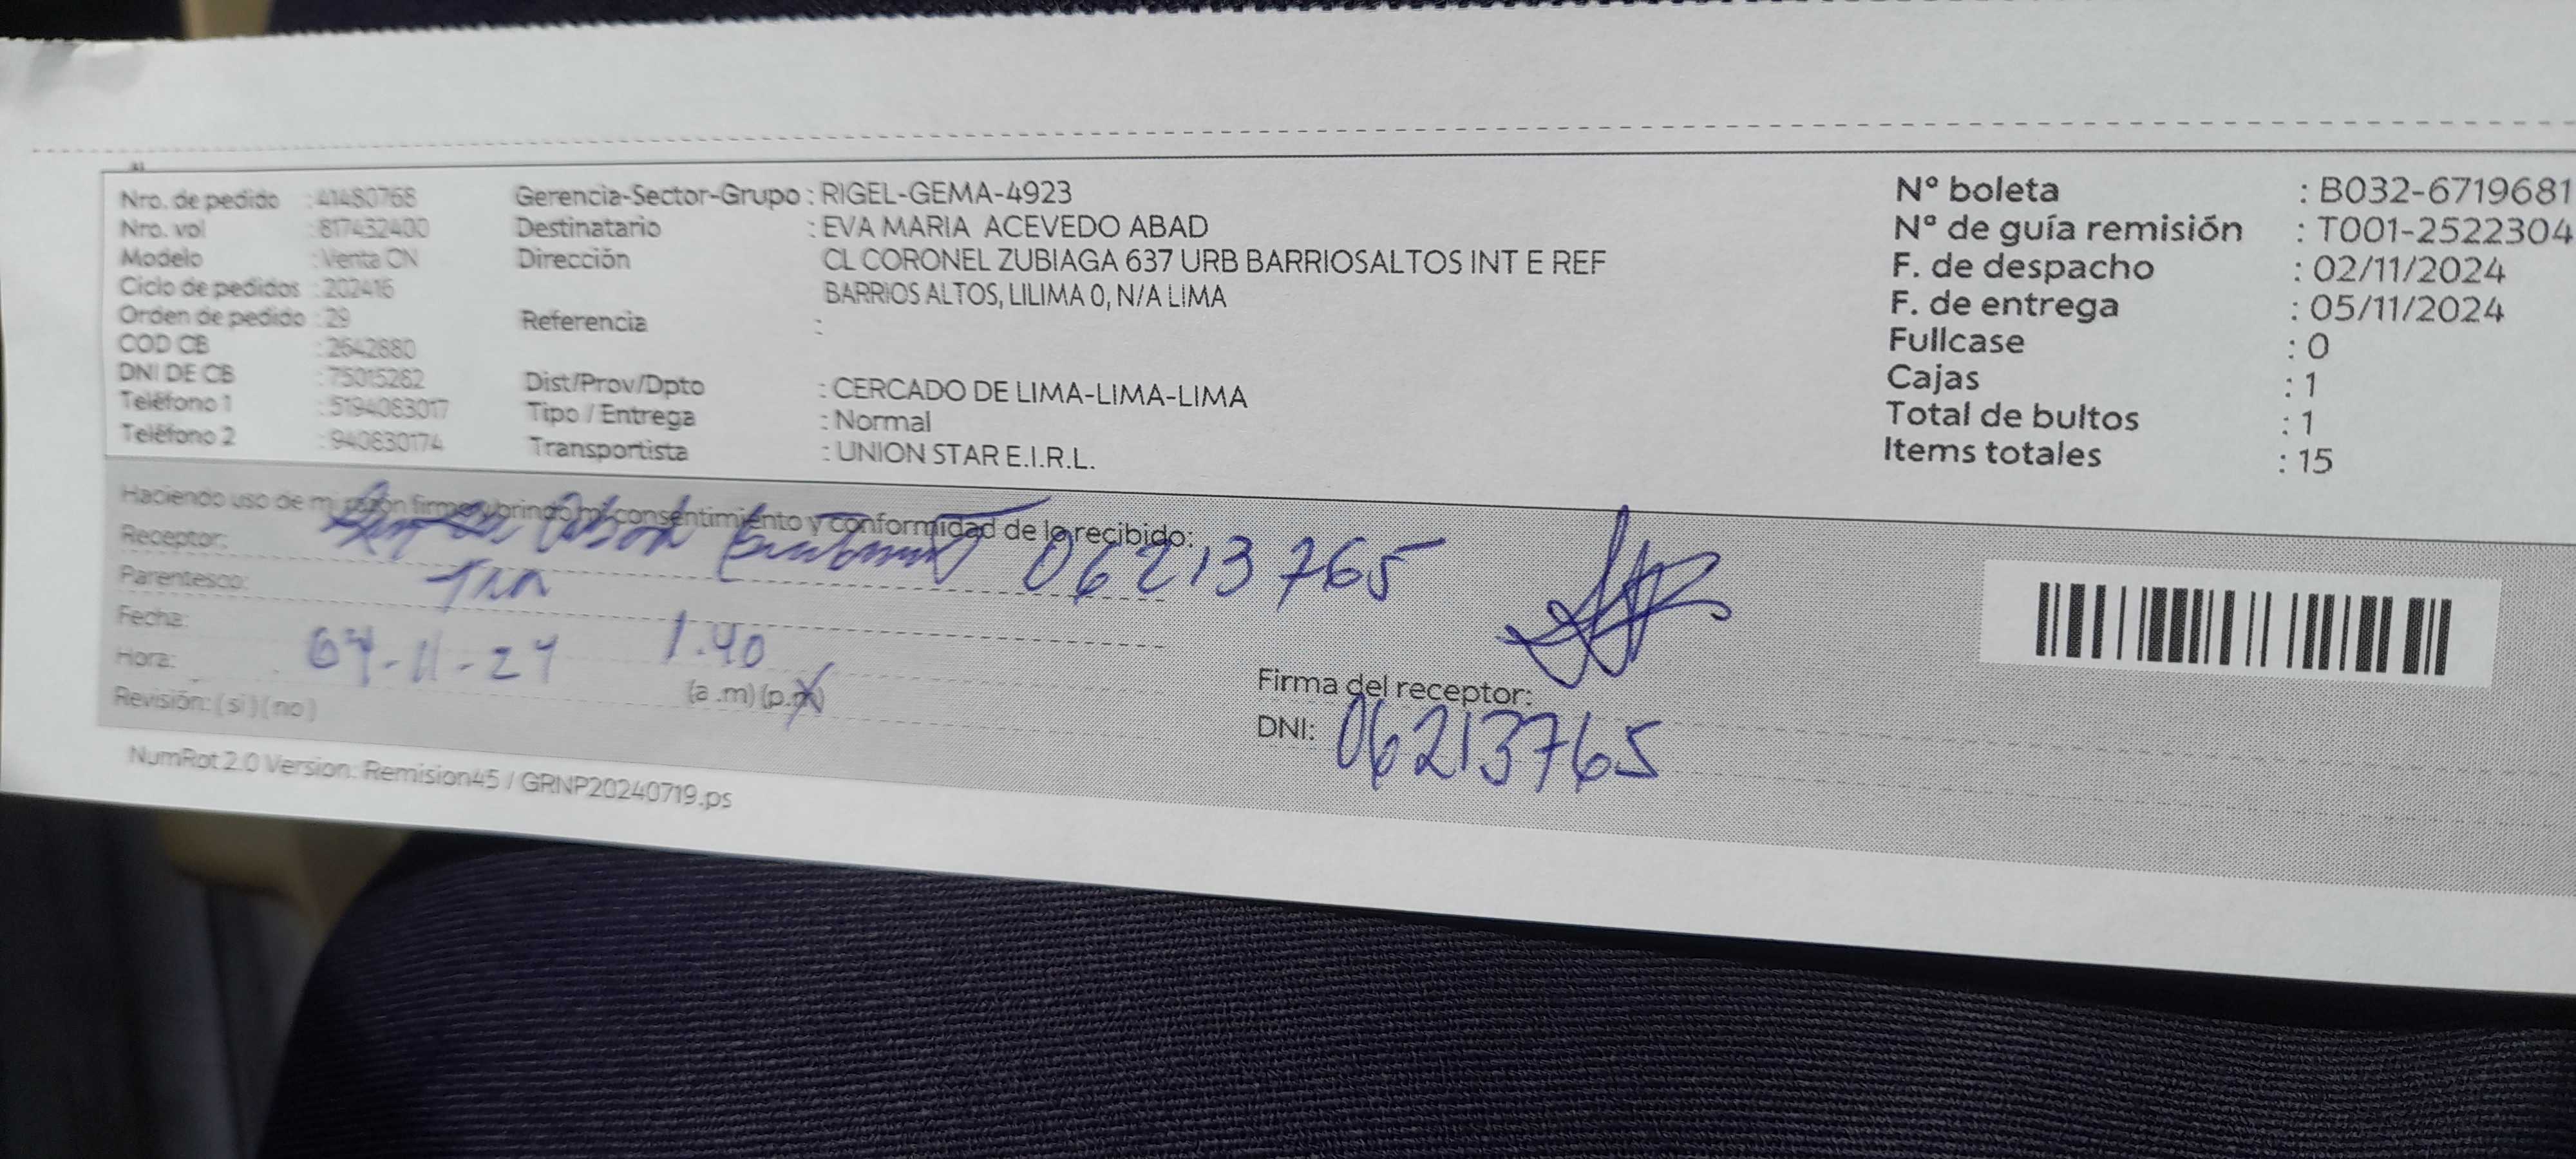 Nro. de pedido : 41480768
Nro. vol : 817432400
Modelo : Venta CN
Ciclo de pedidos : 202416
Orden de pedido : 29
COD CB : 2642880
DNI DE CB : 75015282
Teléfono 1 : 5194083017
Teléfono 2 : 940830174
Gerencia-Sector-Grupo : RIGEL-GEMA-4923
Destinatario : EVA MARIA ACEVEDO ABAD
Dirección CL CORONEL ZUBIAGA 637 URB BARRIOSALTOS INT E REF
BARRIOS ALTOS, LILIMA 0, N/A LIMA
Referencia :
Dist/Prov/Dpto : CERCADO DE LIMA-LIMA-LIMA
Tipo / Entrega : Normal
Transportista : UNION STAR E.I.R.L.
N° boleta : B032-6719681
N° de guía remisión : T001-2522304
F. de despacho : 02/11/2024
F. de entrega : 05/11/2024
Fullcase : 0
Cajas : 1
Total de bultos : 1
Items totales : 15
Haciendo uso de mi razón firmo y brindo mi consentimiento y conformidad de lo recibido:
Receptor: Abad 06213765
Parentesco: Tia
Fecha: 04-11-24
Hora: 1.40 (a .m) (p.m)
Revisión: ( si ) ( no )
Firma del receptor:
DNI: 06213765
NumRot 2.0 Version: Remision45 / GRNP20240719.ps